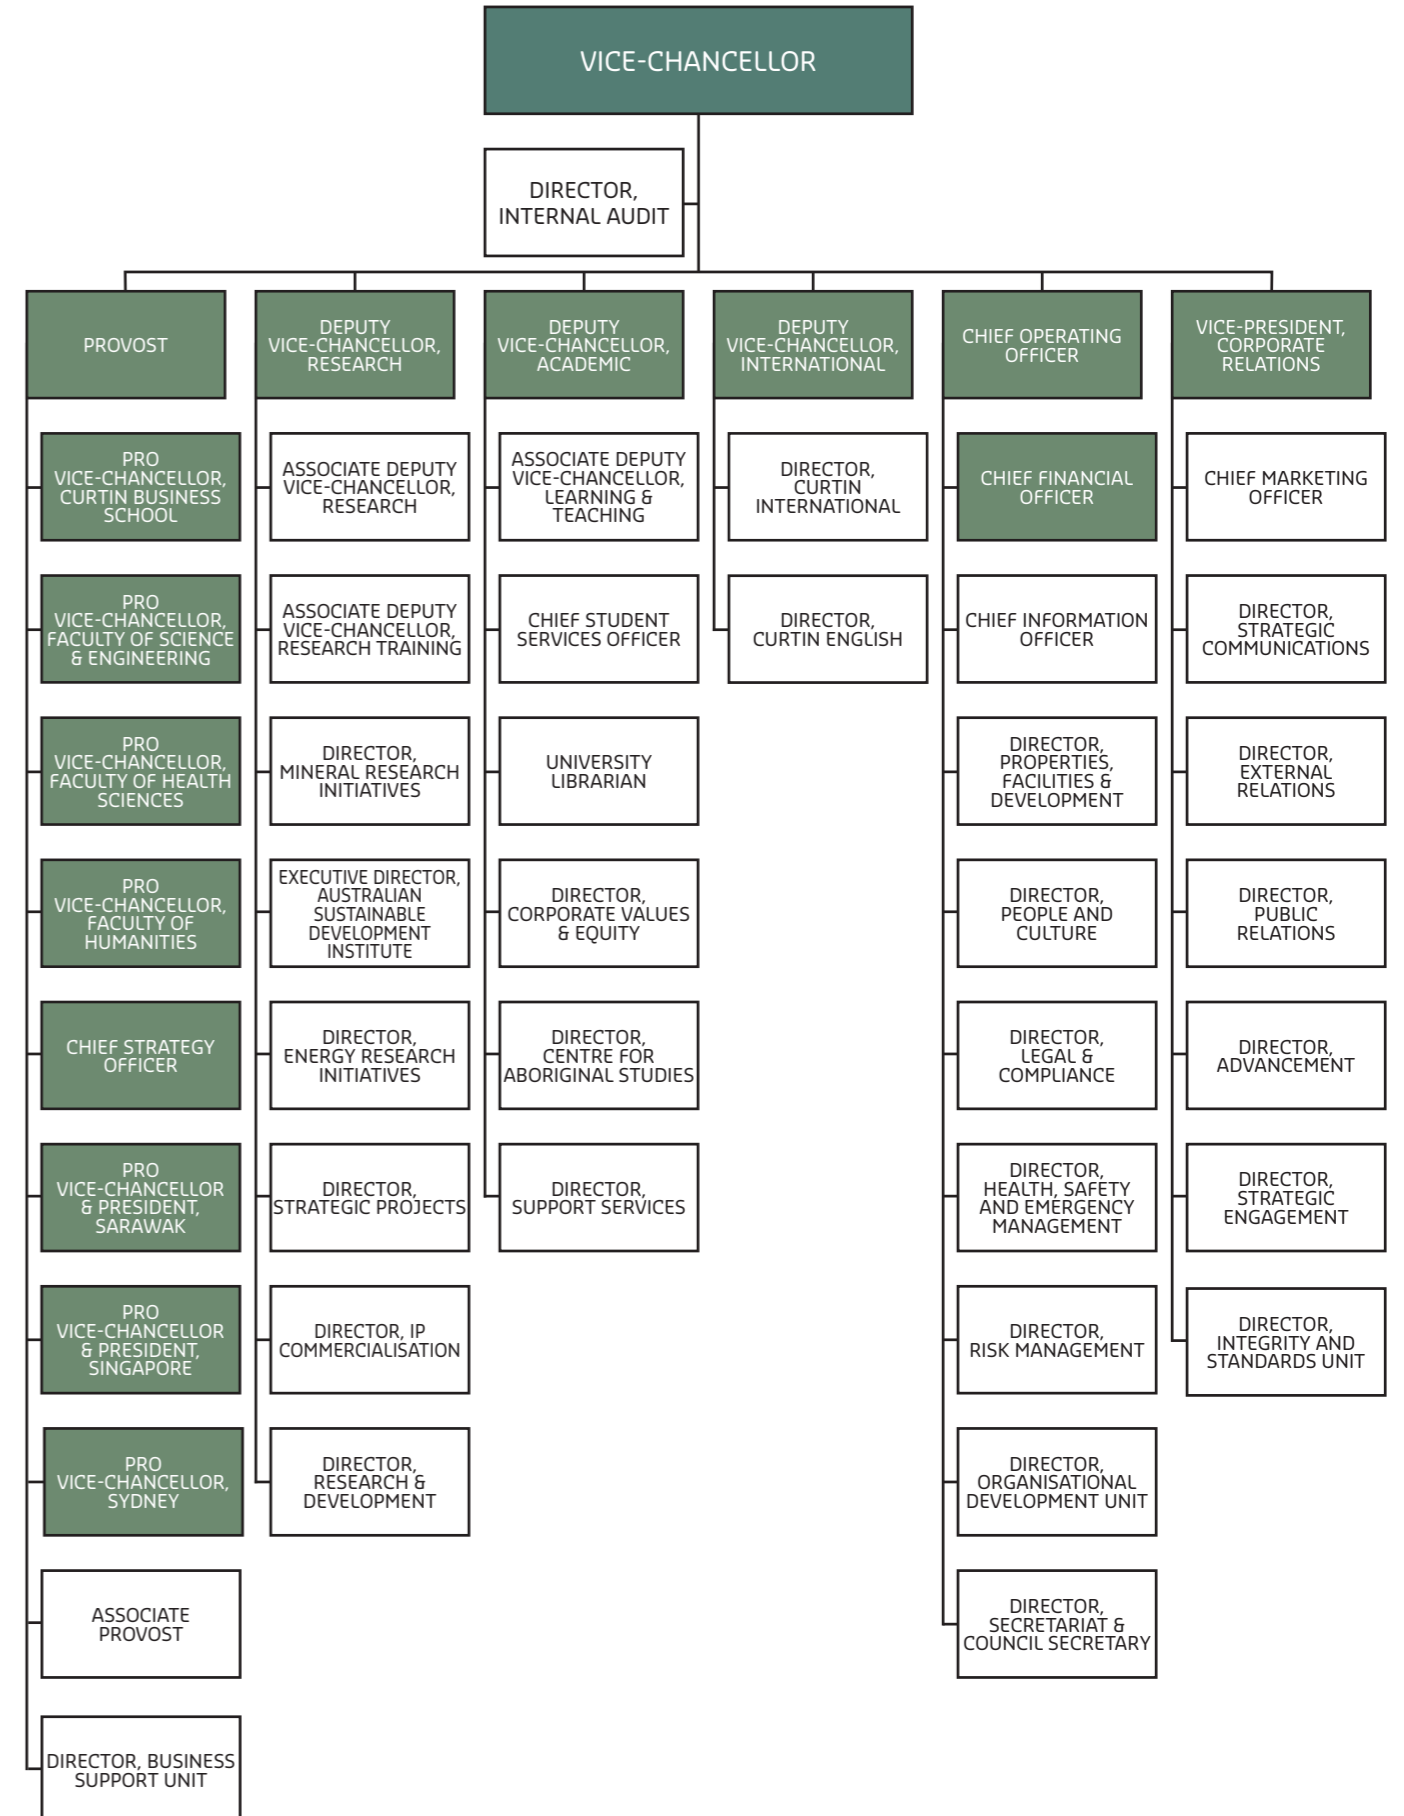 VICE-CHANCELLOR
DIRECTOR,
INTERNAL AUDIT
PROVOST
PRO
VICE-CHANCELLOR,
CURTIN BUSINESS
SCHOOL
PRO
VICE-CHANCELLOR,
FACULTY OF SCIENCE
& ENGINEERING
PRO
VICE-CHANCELLOR,
FACULTY OF HEALTH
SCIENCES
PRO
VICE-CHANCELLOR,
FACULTY OF
HUMANITIES
CHIEF STRATEGY
OFFICER
PRO
VICE-CHANCELLOR
& PRESIDENT,
SARAWAK
PRO
VICE-CHANCELLOR
& PRESIDENT,
SINGAPORE
PRO
VICE-CHANCELLOR,
SYDNEY
ASSOCIATE
PROVOST
DIRECTOR, BUSINESS
SUPPORT UNIT
DEPUTY
VICE-CHANCELLOR,
RESEARCH
ASSOCIATE DEPUTY
VICE-CHANCELLOR,
RESEARCH
ASSOCIATE DEPUTY
VICE-CHANCELLOR,
RESEARCH TRAINING
DIRECTOR,
MINERAL RESEARCH
INITIATIVES
EXECUTIVE DIRECTOR,
AUSTRALIAN
SUSTAINABLE
DEVELOPMENT
INSTITUTE
DIRECTOR,
ENERGY RESEARCH
INITIATIVES
DIRECTOR,
STRATEGIC PROJECTS
DIRECTOR, IP
COMMERCIALISATION
DIRECTOR,
RESEARCH &
DEVELOPMENT
DEPUTY
VICE-CHANCELLOR,
ACADEMIC
ASSOCIATE DEPUTY
VICE-CHANCELLOR,
LEARNING &
TEACHING
CHIEF STUDENT
SERVICES OFFICER
UNIVERSITY
LIBRARIAN
DIRECTOR,
CORPORATE VALUES
& EQUITY
DIRECTOR,
CENTRE FOR
ABORIGINAL STUDIES
DIRECTOR,
SUPPORT SERVICES
DEPUTY
VICE-CHANCELLOR,
INTERNATIONAL
DIRECTOR,
CURTIN
INTERNATIONAL
DIRECTOR,
CURTIN ENGLISH
CHIEF OPERATING
OFFICER
CHIEF FINANCIAL
OFFICER
CHIEF INFORMATION
OFFICER
DIRECTOR,
PROPERTIES,
FACILITIES &
DEVELOPMENT
DIRECTOR,
PEOPLE AND
CULTURE
DIRECTOR,
LEGAL &
COMPLIANCE
DIRECTOR,
HEALTH, SAFETY
AND EMERGENCY
MANAGEMENT
DIRECTOR,
RISK MANAGEMENT
DIRECTOR,
ORGANISATIONAL
DEVELOPMENT UNIT
DIRECTOR,
SECRETARIAT &
COUNCIL SECRETARY
VICE-PRESIDENT,
CORPORATE
RELATIONS
CHIEF MARKETING
OFFICER
DIRECTOR,
STRATEGIC
COMMUNICATIONS
DIRECTOR,
EXTERNAL
RELATIONS
DIRECTOR,
PUBLIC
RELATIONS
DIRECTOR,
ADVANCEMENT
DIRECTOR,
STRATEGIC
ENGAGEMENT
DIRECTOR,
INTEGRITY AND
STANDARDS UNIT